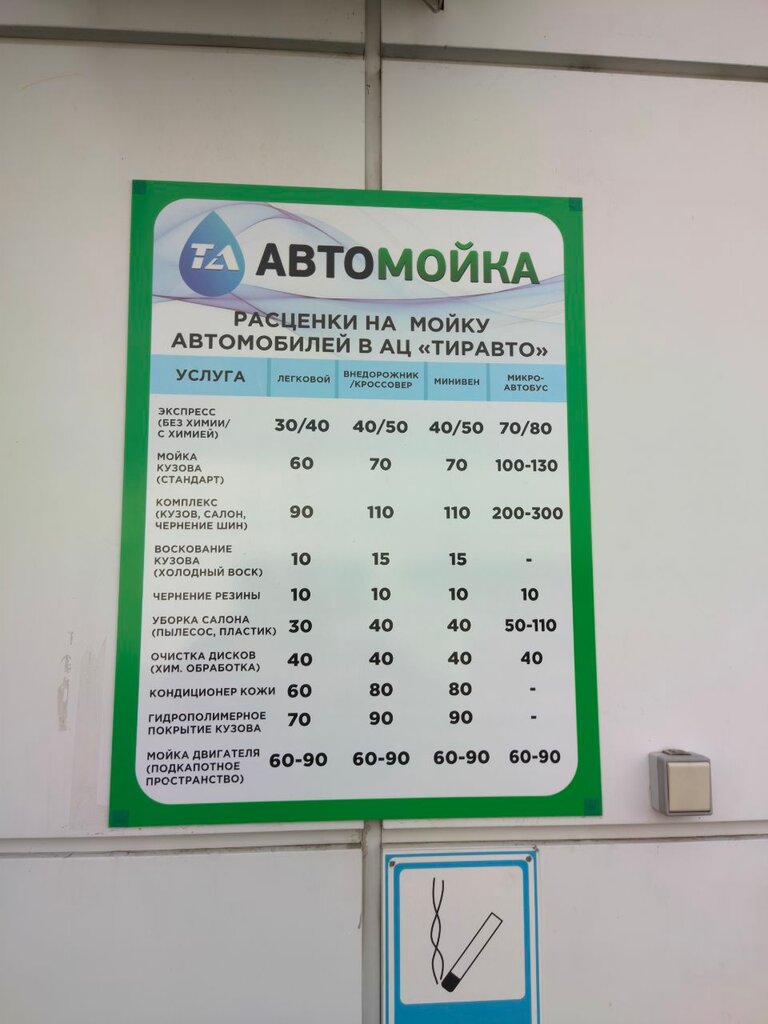 ТА АВТОМОЙКА
РАСЦЕНКИ НА МОЙКУ
АВТОМОБИЛЕЙ В АЦ «ТИРАВТО»
УСЛУГА ЛЕГКОВОЙ ВНЕДОРОЖНИК /КРОССОВЕР МИНИВЕН МИКРО- АВТОБУС
ЭКСПРЕСС
(БЕЗ ХИМИИ/
С ХИМИЕЙ) 30/40 40/50 40/50 70/80
МОЙКА
КУЗОВА
(СТАНДАРТ) 60 70 70 100-130
КОМПЛЕКС
(КУЗОВ, САЛОН,
ЧЕРНЕНИЕ ШИН) 90 110 110 200-300
ВОСКОВАНИЕ
КУЗОВА
(ХОЛОДНЫЙ ВОСК) 10 15 15 -
ЧЕРНЕНИЕ РЕЗИНЫ 10 10 10 10
УБОРКА САЛОНА
(ПЫЛЕСОС, ПЛАСТИК) 30 40 40 50-110
ОЧИСТКА ДИСКОВ
(ХИМ. ОБРАБОТКА) 40 40 40 40
КОНДИЦИОНЕР КОЖИ 60 80 80 -
ГИДРОПОЛИМЕРНОЕ
ПОКРЫТИЕ КУЗОВА 70 90 90 -
МОЙКА ДВИГАТЕЛЯ
(ПОДКАПОТНОЕ
ПРОСТРАНСТВО) 60-90 60-90 60-90 60-90